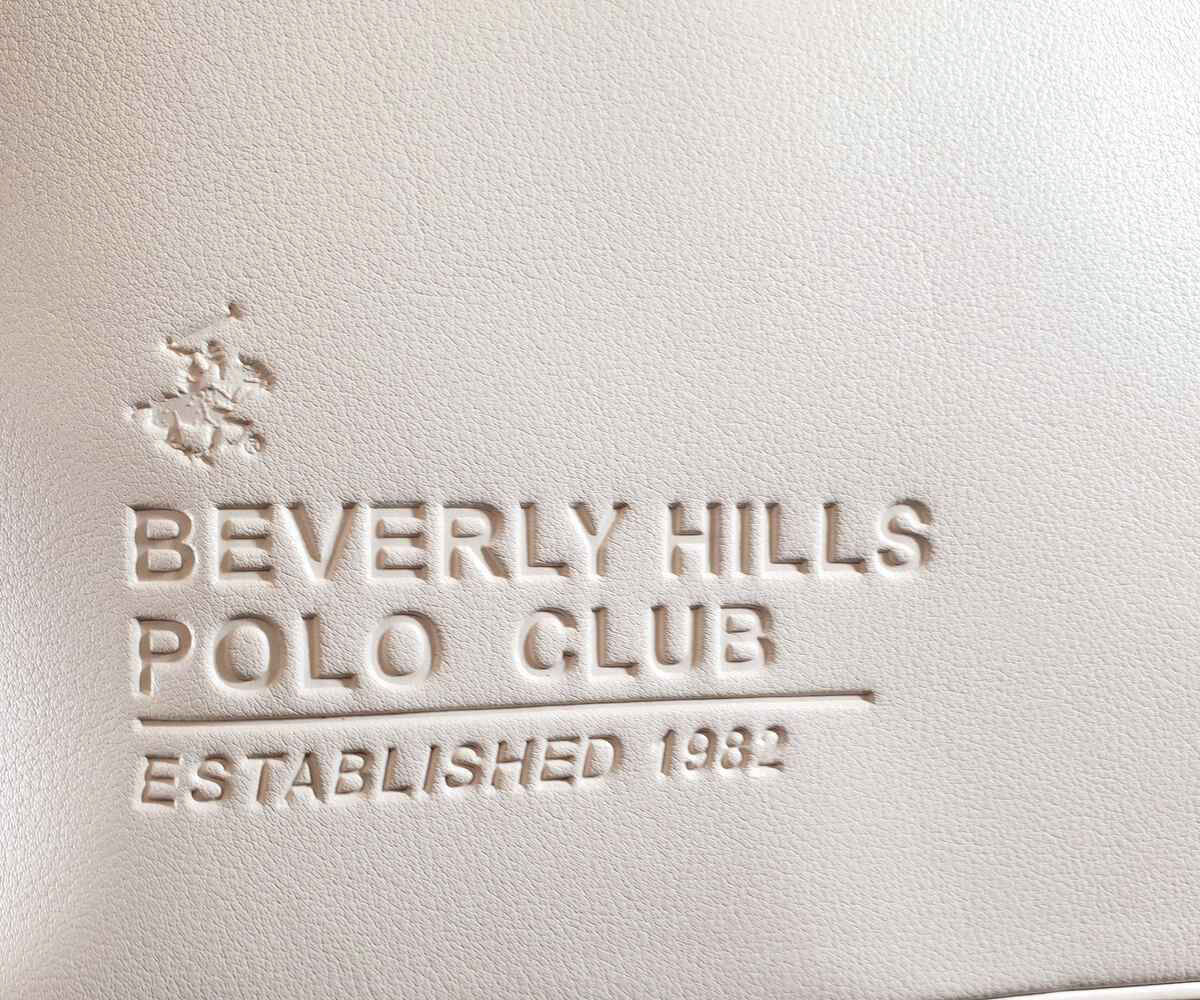 BEVERLY HILLS
POLO CLUB
ESTABLISHED 1982